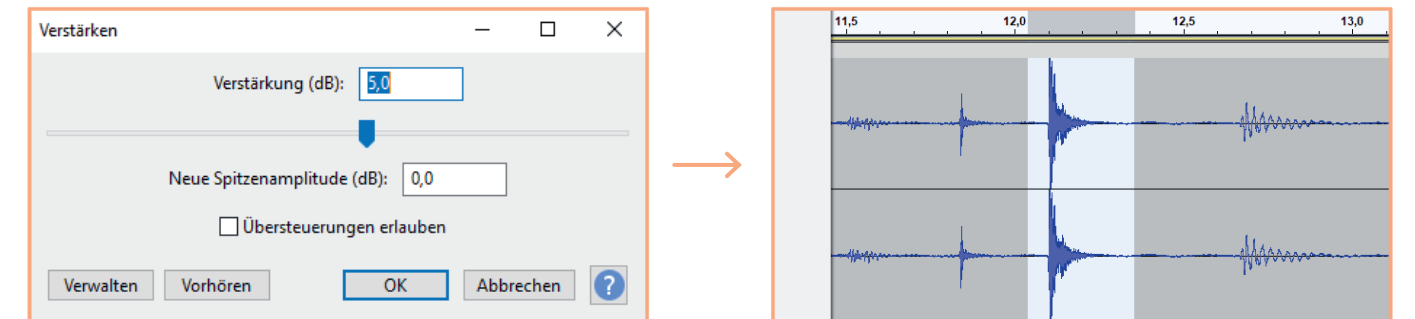 Verstärken
Verstärkung (dB): 5,0
Neue Spitzenamplitude (dB): 0,0
Übersteuerungen erlauben
Verwalten Vorhören OK Abbrechen ?
11,5 12,0 12,5 13,0